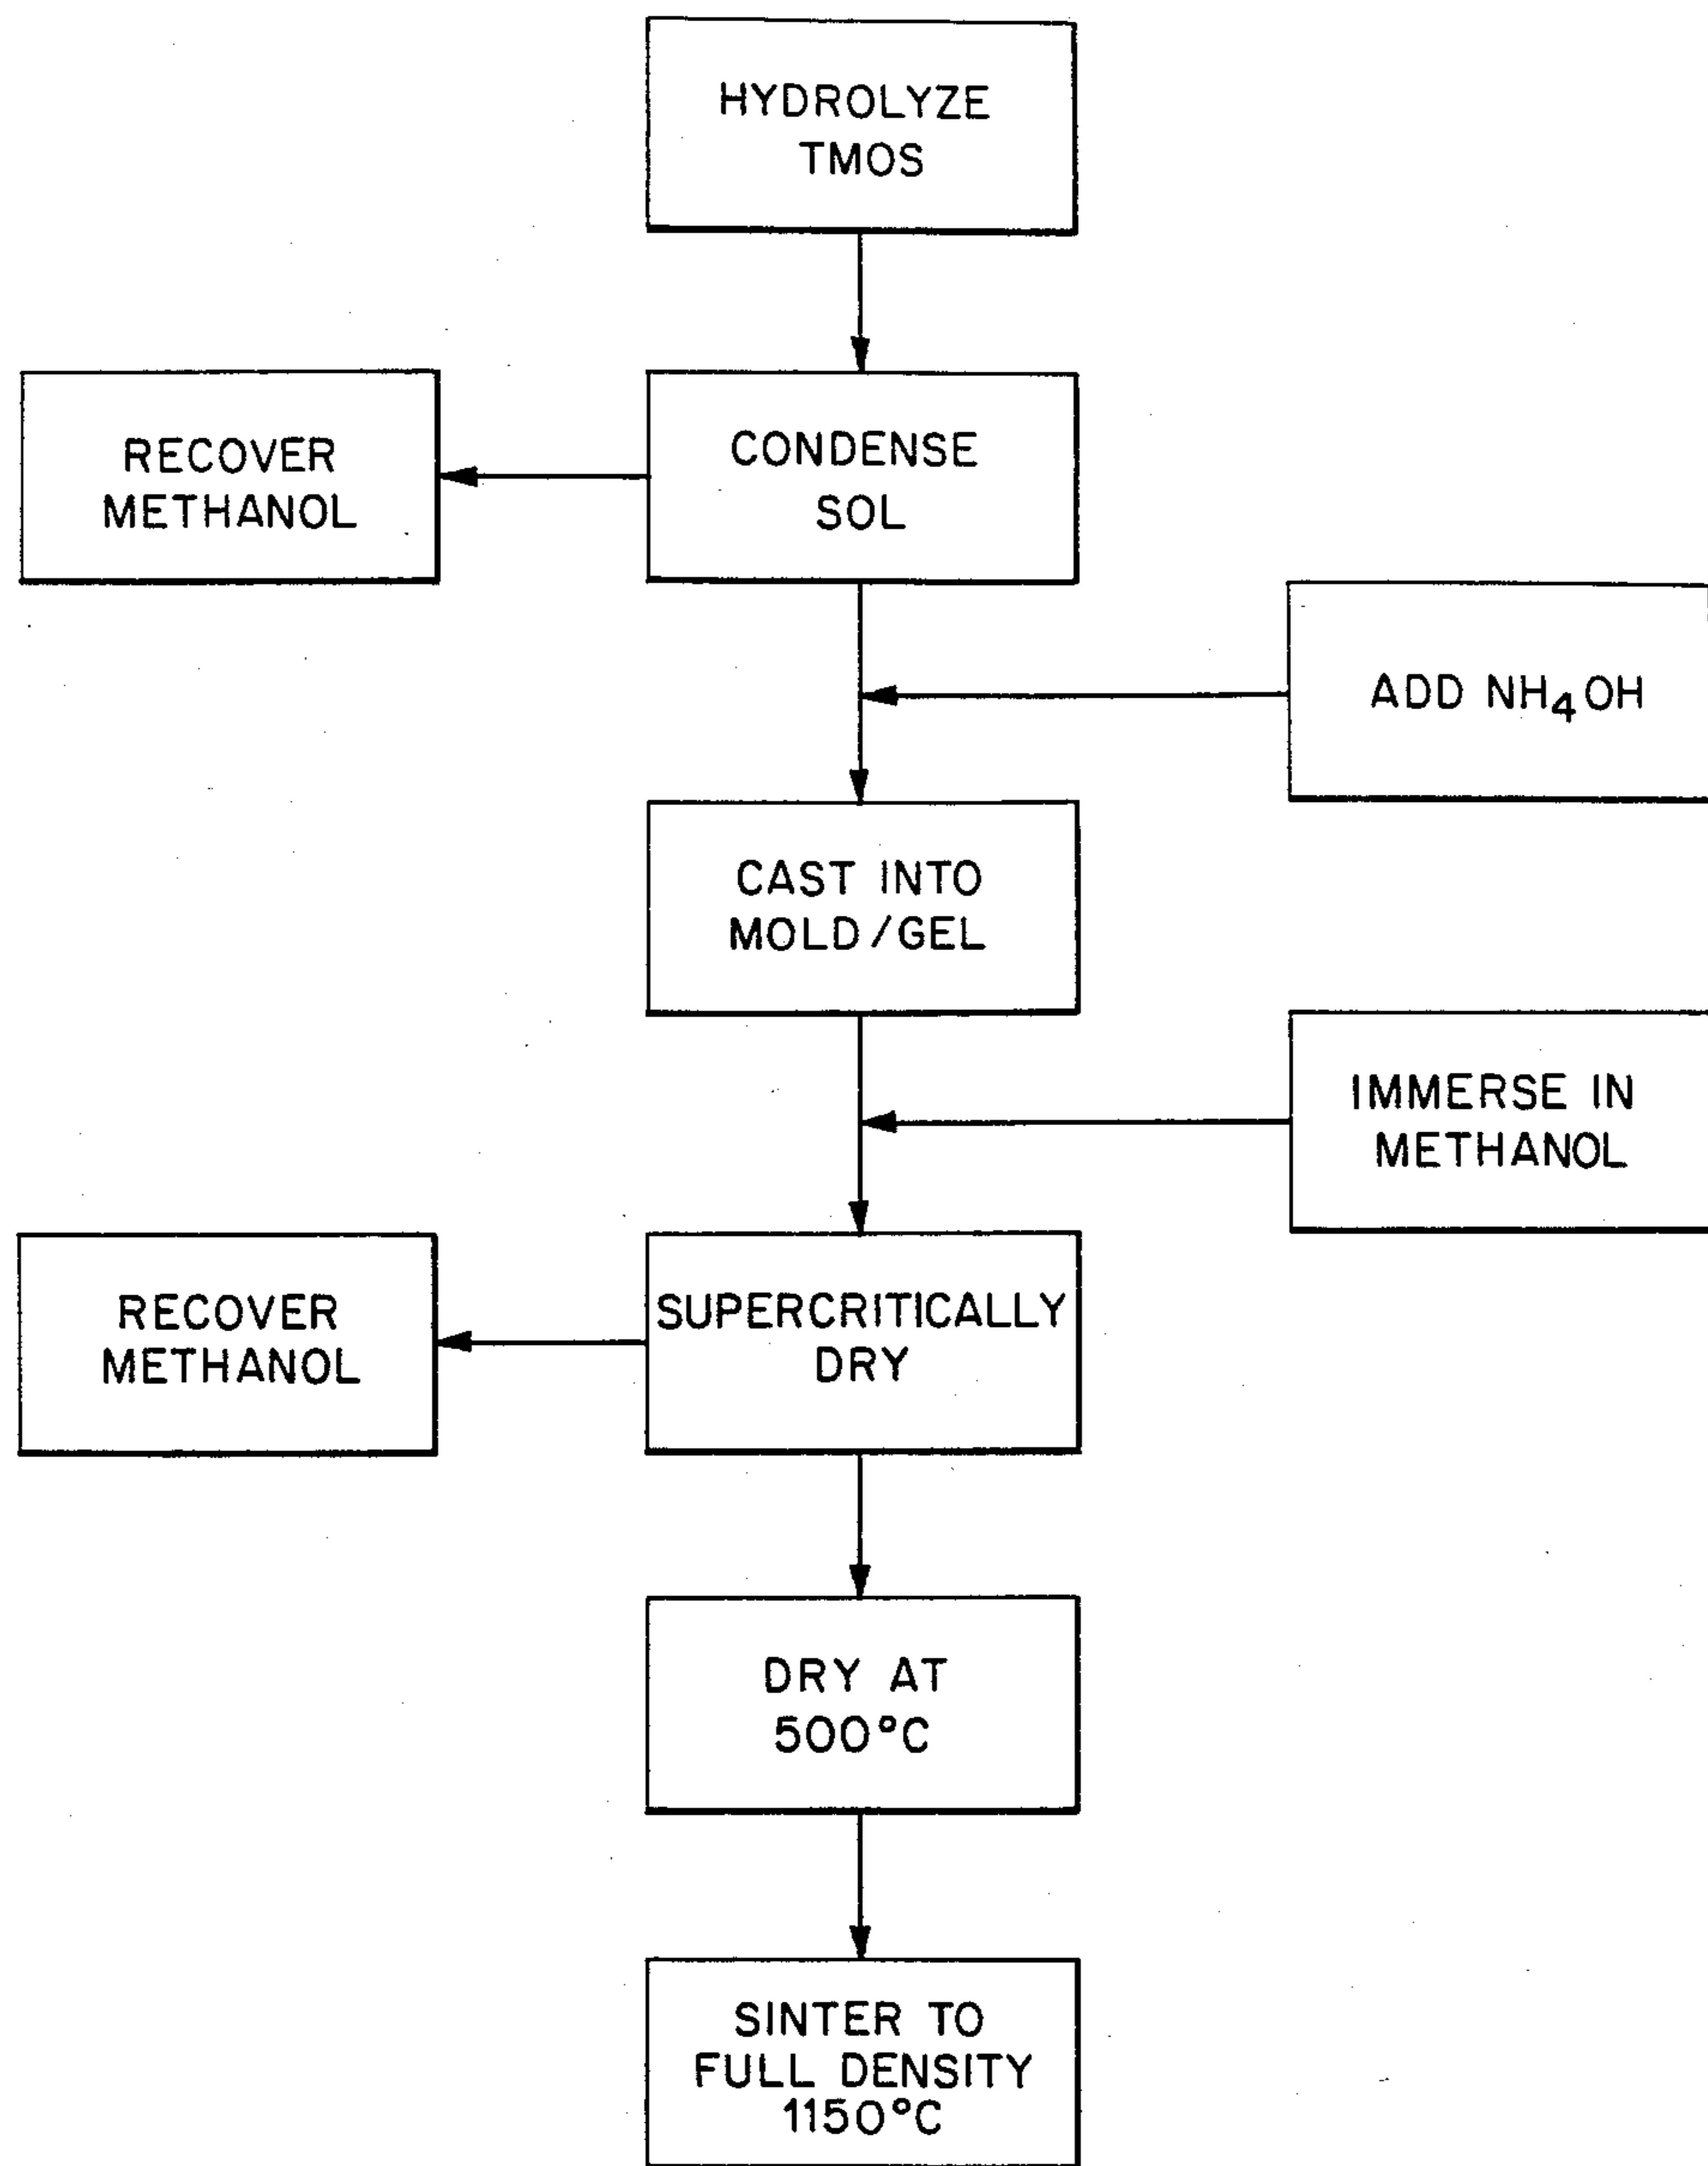 HYDROLYZE
TMOS
RECOVER
METHANOL
CONDENSE
SOL
ADD NH₄OH
CAST INTO
MOLD/GEL
IMMERSE IN
METHANOL
RECOVER
METHANOL
SUPERCRITICALLY
DRY
DRY AT
500°C
SINTER TO
FULL DENSITY
1150°C